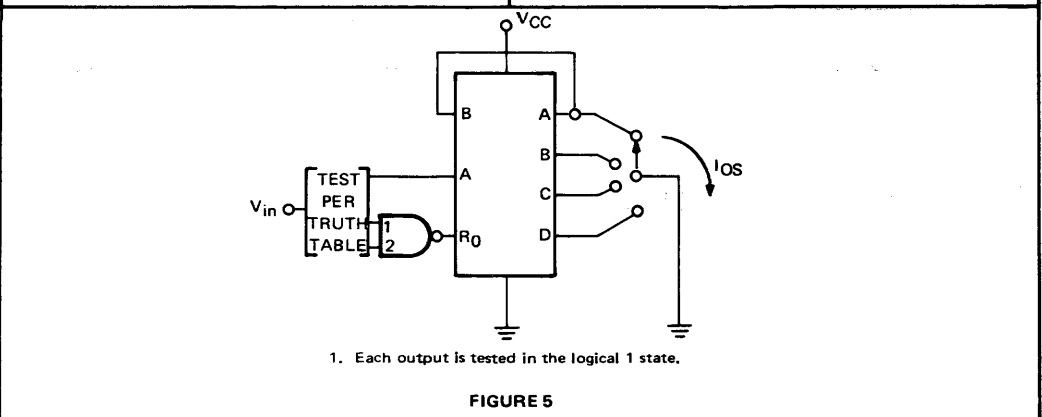 VCC
B
A
B
A
C
D
IOS
Vin
TEST
PER
TRUTH
TABLE
1
2
R0
1. Each output is tested in the logical 1 state.
FIGURE 5